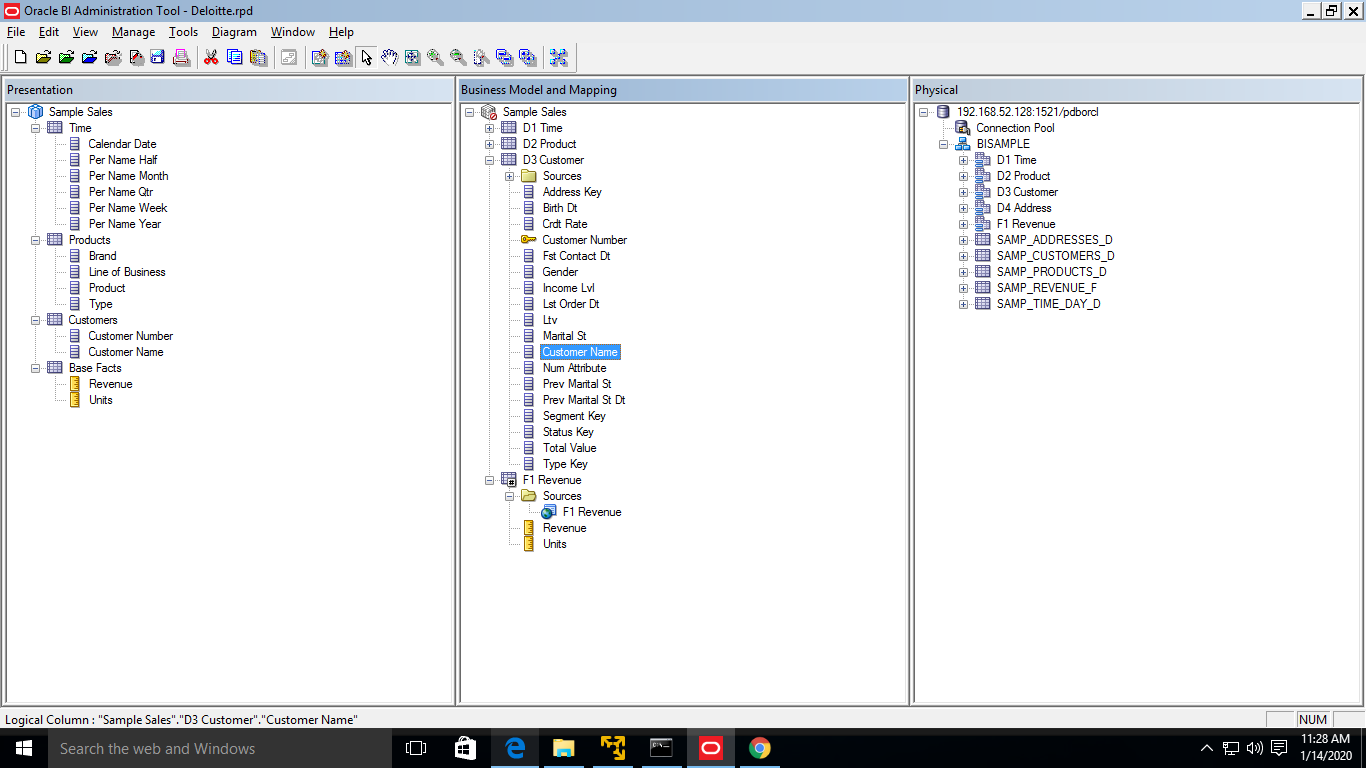 Oracle BI Administration Tool - Deloitte.rpd
File Edit View Manage Tools Diagram Window Help
Presentation
Sample Sales
Time
Calendar Date
Per Name Half
Per Name Month
Per Name Qtr
Per Name Week
Per Name Year
Products
Brand
Line of Business
Product
Type
Customers
Customer Number
Customer Name
Base Facts
Revenue
Units
Business Model and Mapping
Sample Sales
D1 Time
D2 Product
D3 Customer
Sources
Address Key
Birth Dt
Crdt Rate
Customer Number
Fst Contact Dt
Gender
Income Lvl
Lst Order Dt
Ltv
Marital St
Customer Name
Num Attribute
Prev Marital St
Prev Marital St Dt
Segment Key
Status Key
Total Value
Type Key
F1 Revenue
Sources
F1 Revenue
Revenue
Units
Physical
192.168.52.128:1521/pdborcl
Connection Pool
BISAMPLE
D1 Time
D2 Product
D3 Customer
D4 Address
F1 Revenue
SAMP_ADDRESSES_D
SAMP_CUSTOMERS_D
SAMP_PRODUCTS_D
SAMP_REVENUE_F
SAMP_TIME_DAY_D
Logical Column : "Sample Sales"."D3 Customer"."Customer Name"
NUM
Search the web and Windows
11:28 AM
1/14/2020